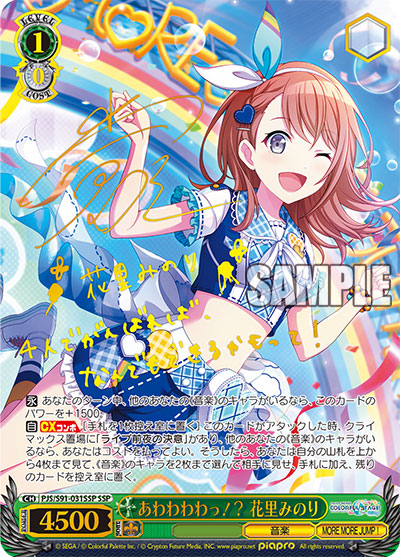 LEVEL
1
0
COST
MORE
花里みのり
SAMPLE
4人でがんばれば、
なんでもできるかもって!
永 あなたのターン中、他のあなたの《音楽》のキャラがいるなら、このカードの
パワーを+1500。
自 CXコンボ [手札を1枚控え室に置く] このカードがアタックした時、クライ
マックス置場に「ライブ前夜の決意」があり、他のあなたの《音楽》のキャラがい
るなら、あなたはコストを払ってよい。そうしたら、あなたは自分の山札を上
から4枚まで見て、《音楽》のキャラを2枚まで選んで相手に見せ、手札に加え、残り
のカードを控え室に置く。
CH PJS/S91-031SSP SSP
あわわわわっ!? 花里みのり
COLORFUL STAGE!
POWER
4500
SOUL
音楽
MORE MORE JUMP!
© SEGA / © Colorful Palette Inc. / © Crypton Future Media, INC. www.piapro.net piapro